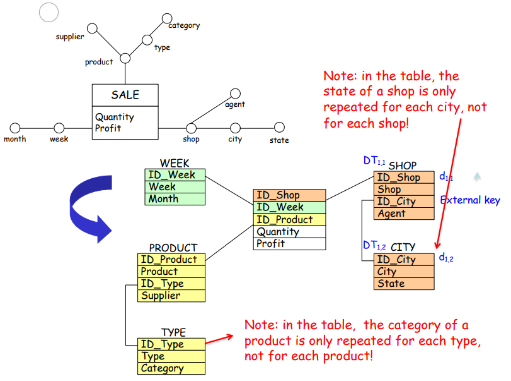 category
supplier
type
product
SALE
Quantity
Profit
agent
month
week
shop
city
state
Note: in the table, the
state of a shop is only
repeated for each city, not
for each shop!
WEEK
ID_Week
Week
Month
ID_Shop
ID_Week
ID_Product
Quantity
Profit
DT1,1
SHOP
ID_Shop
d1,1
Shop
ID_City
External key
Agent
DT1,2
CITY
ID_City
d1,2
City
State
PRODUCT
ID_Product
Product
ID_Type
Supplier
TYPE
ID_Type
Type
Category
Note: in the table, the category of a
product is only repeated for each type,
not for each product!